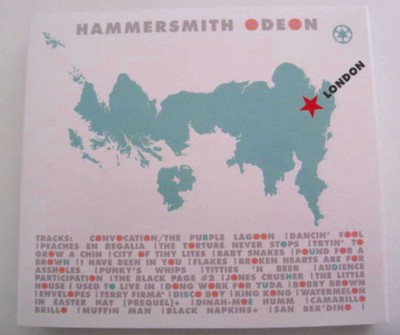 HAMMERSMITH ODEON
LONDON
TRACKS: CONVOCATION/THE PURPLE LAGOON |DANCIN' FOOL
|PEACHES EN REGALIA |THE TORTURE NEVER STOPS |TRYIN' TO
GROW A CHIN |CITY OF TINY LITES |BABY SNAKES |POUND FOR A
BROWN |I HAVE BEEN IN YOU |FLAKES |BROKEN HEARTS ARE FOR
ASSHOLES |PUNKY'S WHIPS |TITTIES 'N BEER |AUDIENCE
PARTICIPATION |THE BLACK PAGE #2 |JONES CRUSHER |THE LITTLE
HOUSE I USED TO LIVE IN |DONG WORK FOR YUDA |BOBBY BROWN
|ENVELOPES |TERRY FIRMA |DISCO BOY |KING KONG |WATERMELON
IN EASTER HAY (PREQUEL)+ |DINAH-MOE HUMM |CAMARILLO
BRILLO |MUFFIN MAN |BLACK NAPKINS+ |SAN BER'DINO |